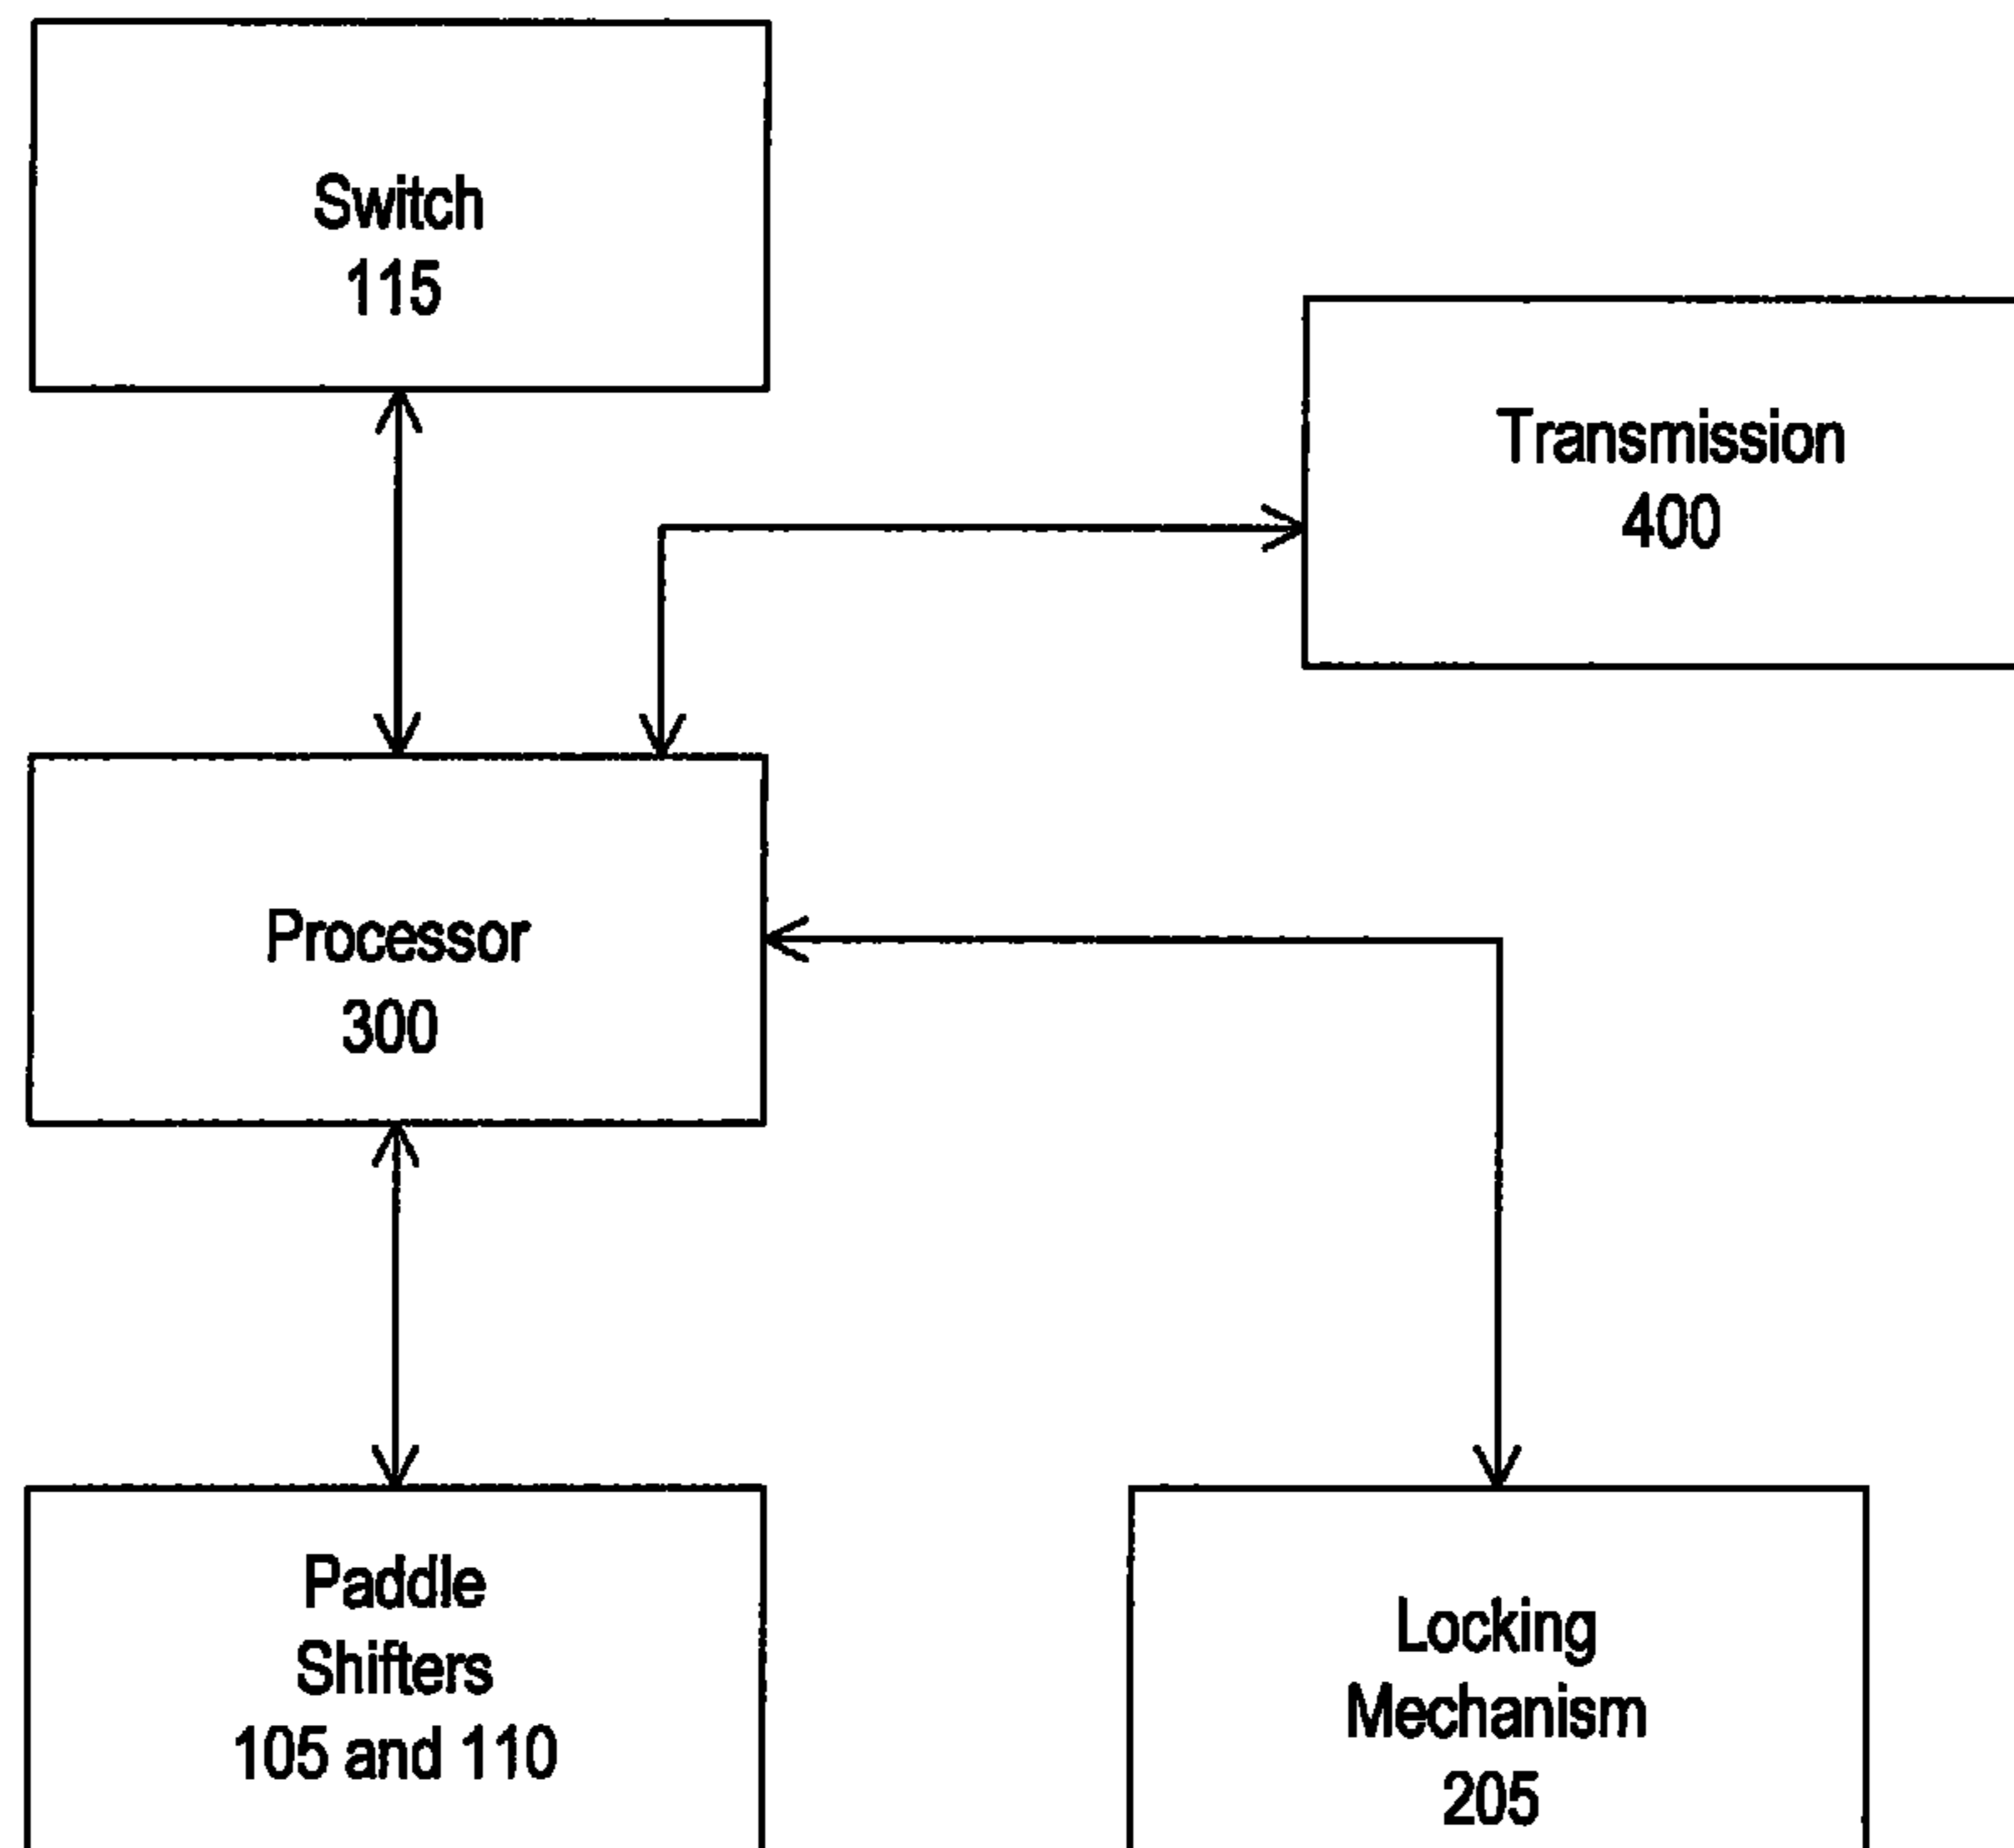 Switch
115
Transmission
400
Processor
300
Paddle
Shifters
105 and 110
Locking
Mechanism
205